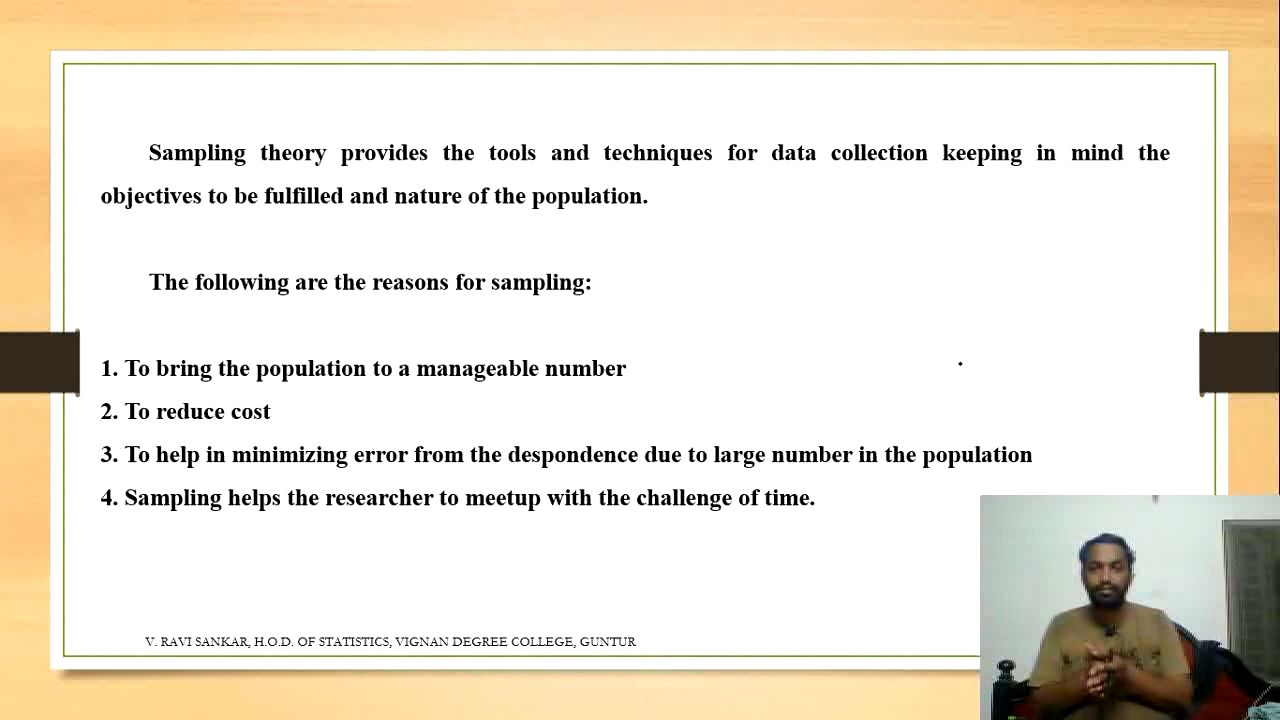 Sampling theory provides the tools and techniques for data collection keeping in mind the
objectives to be fulfilled and nature of the population.
The following are the reasons for sampling:
1. To bring the population to a manageable number
2. To reduce cost
3. To help in minimizing error from the despondence due to large number in the population
4. Sampling helps the researcher to meetup with the challenge of time.
V. RAVI SANKAR, H.O.D. OF STATISTICS, VIGNAN DEGREE COLLEGE, GUNTUR